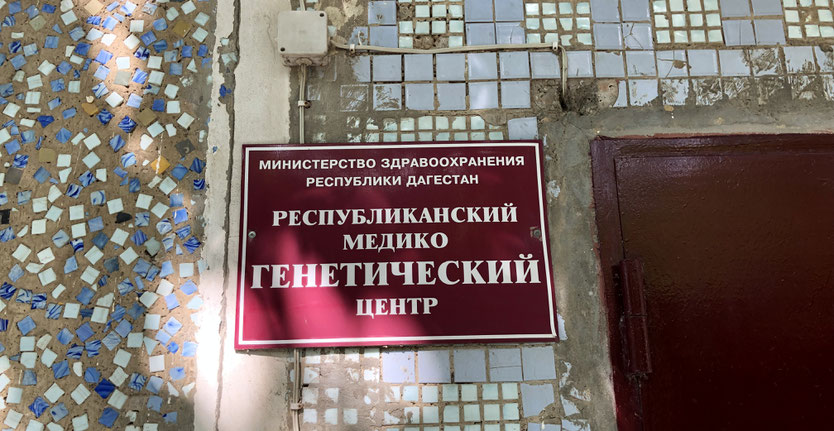 МИНИСТЕРСТВО ЗДРАВООХРАНЕНИЯ
РЕСПУБЛИКИ ДАГЕСТАН
РЕСПУБЛИКАНСКИЙ
МЕДИКО
ГЕНЕТИЧЕСКИЙ
ЦЕНТР